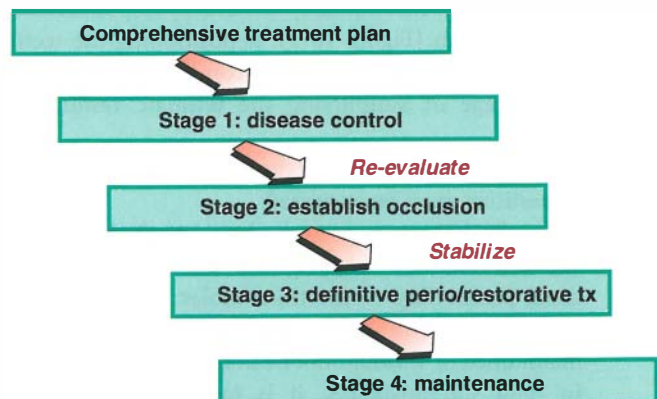 Comprehensive treatment plan
Stage 1: disease control
Re-evaluate
Stage 2: establish occlusion
Stabilize
Stage 3: definitive perio/restorative tx
Stage 4: maintenance